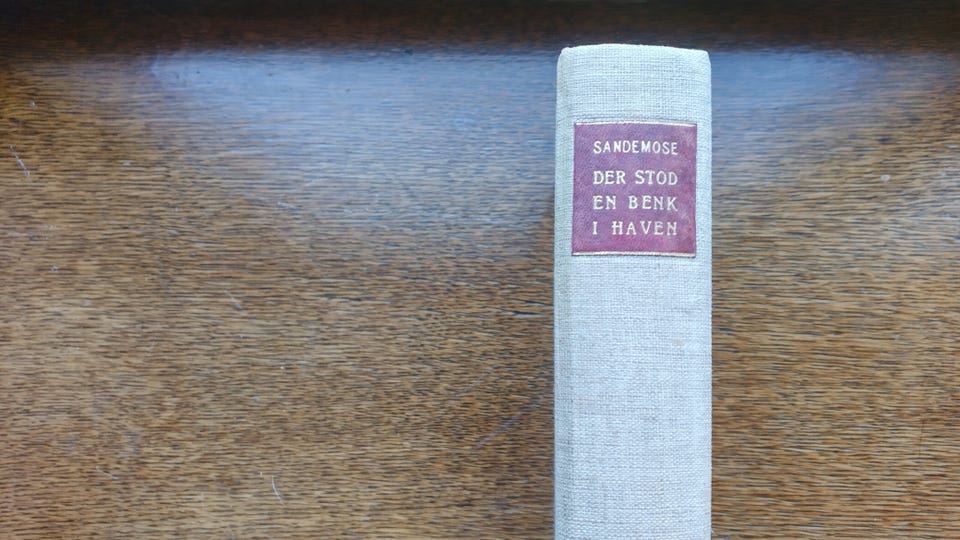 SANDEMOSE
DER STOD
EN BENK
I HAVEN